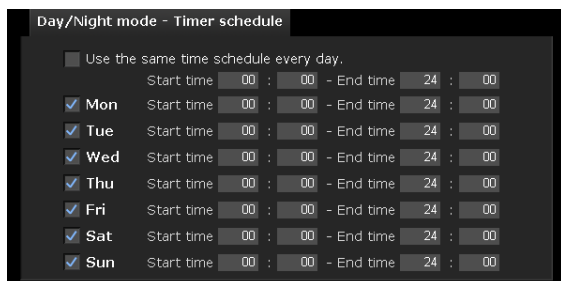 Day/Night mode - Timer schedule
Use the same time schedule every day.
Start time 00 : 00 - End time 24 : 00
Mon Start time 00 : 00 - End time 24 : 00
Tue Start time 00 : 00 - End time 24 : 00
Wed Start time 00 : 00 - End time 24 : 00
Thu Start time 00 : 00 - End time 24 : 00
Fri Start time 00 : 00 - End time 24 : 00
Sat Start time 00 : 00 - End time 24 : 00
Sun Start time 00 : 00 - End time 24 : 00